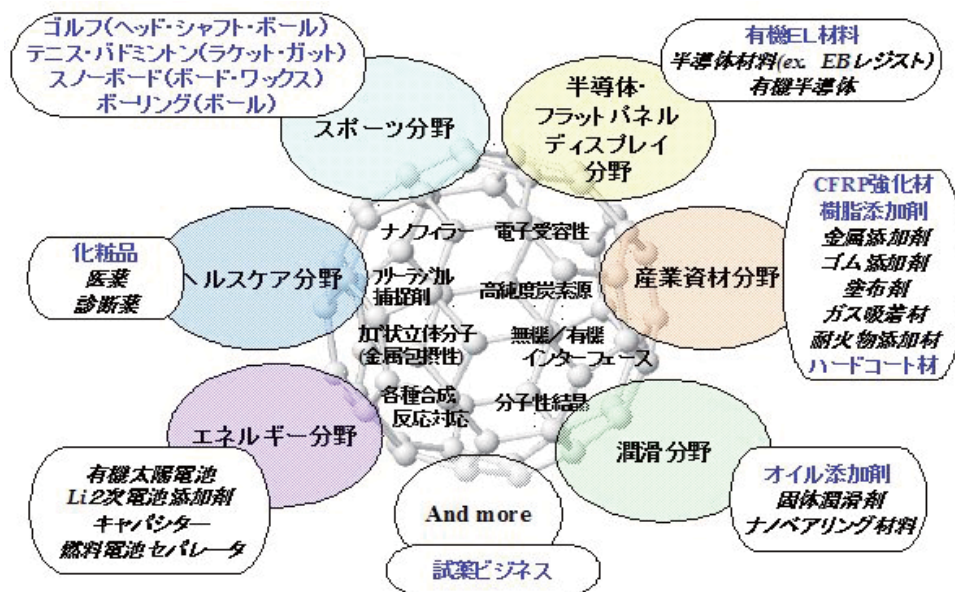 ゴルフ(ヘッド・シャフト・ボール)
テニス・バドミントン(ラケット・ガット)
スノーボード(ボード・ワックス)
ボーリング(ボール)
スポーツ分野
有機EL材料
半導体材料(ex. EBレジスト)
有機半導体
半導体・
フラットパネル
ディスプレイ
分野
化粧品
医薬
診断薬
ヘルスケア分野
CFRP強化材
樹脂添加剤
金属添加剤
ゴム添加剤
塗布剤
ガス吸着材
耐火物添加材
ハードコート材
産業資材分野
ナノフィラー
電子受容性
フリーラジカル
捕捉剤
高純度炭素源
加ゴ状立体分子
(金属包摂性)
無機/有機
インターフェース
各種合成
反応対応
分子性結晶
エネルギー分野
有機太陽電池
Li2次電池添加剤
キャパシター
燃料電池セパレータ
潤滑分野
オイル添加剤
固体潤滑剤
ナノベアリング材料
And more
試薬ビジネス